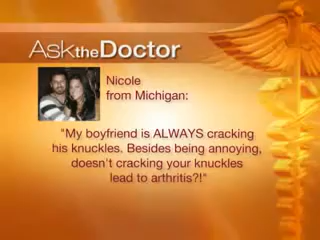 Ask the Doctor
Nicole
from Michigan:
"My boyfriend is ALWAYS cracking
his knuckles. Besides being annoying,
doesn't cracking your knuckles
lead to arthritis?!"